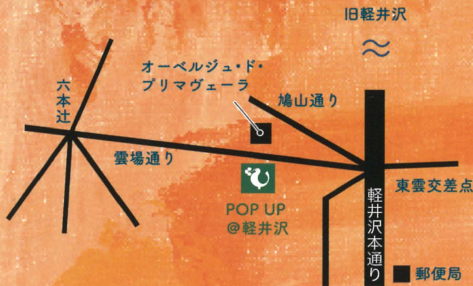 旧軽井沢
オーベルジュ・ド・
プリマヴェーラ
鳩山通り
六本辻
雲場通り
東雲交差点
POP UP
@軽井沢
軽井沢本通り
郵便局